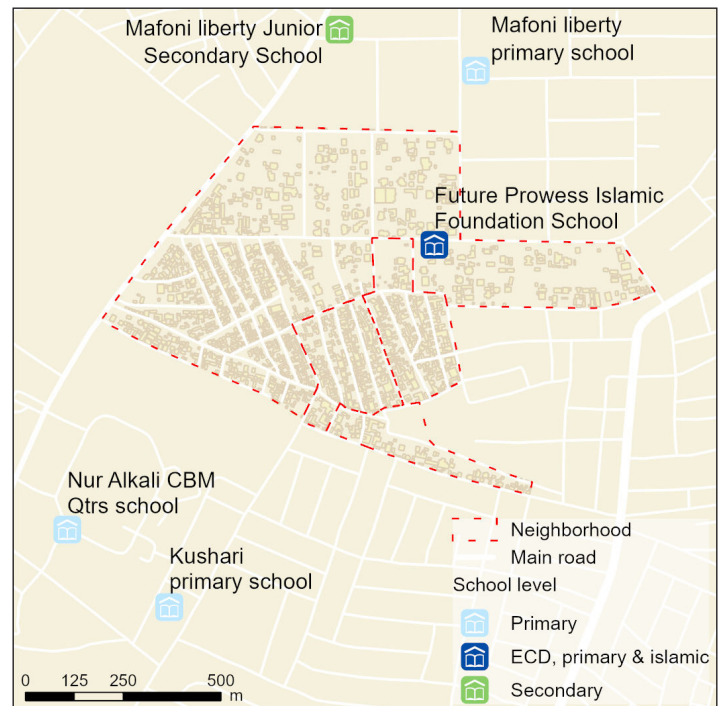 Mafoni liberty Junior
Secondary School
Mafoni liberty
primary school
Future Prowess Islamic
Foundation School
Nur Alkali CBM
Qtrs school
Kushari
primary school
Neighborhood
Main road
School level
Primary
ECD, primary & islamic
Secondary
0 125 250 500
m